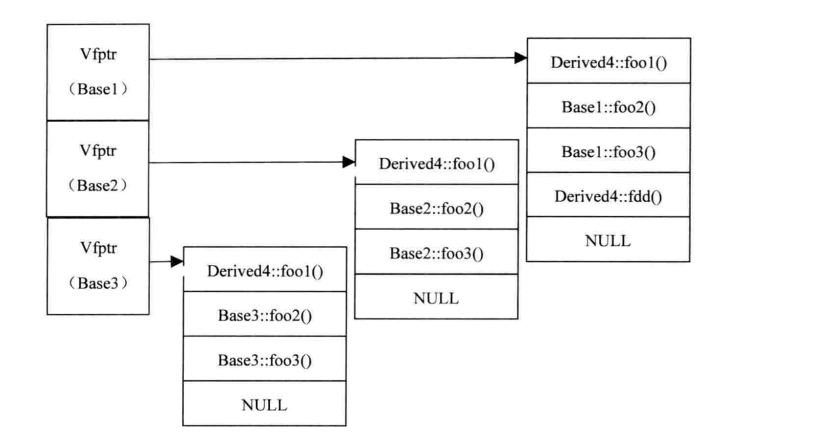 Vfptr
（Base1）
Vfptr
（Base2）
Vfptr
（Base3）
Derived4::foo1()
Base1::foo2()
Base1::foo3()
Derived4::fdd()
NULL
Derived4::foo1()
Base2::foo2()
Base2::foo3()
NULL
Derived4::foo1()
Base3::foo2()
Base3::foo3()
NULL